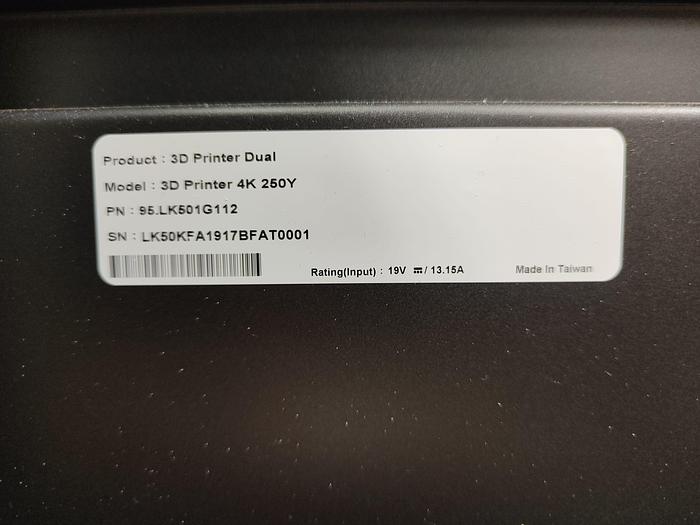 Product : 3D Printer Dual
Model : 3D Printer 4K 250Y
PN : 95.LK501G112
SN : LK50KFA1917BFAT0001
Rating(Input) : 19V ⎓ / 13.15A Made In Taiwan